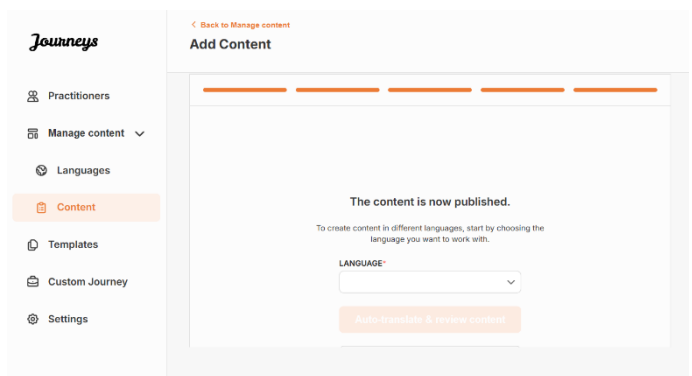 Journeys
Practitioners
Manage content
Languages
Content
Templates
Custom Journey
Settings
Back to Manage content
Add Content
The content is now published.
To create content in different languages, start by choosing the
language you want to work with.
LANGUAGE*
Auto-translate & review content